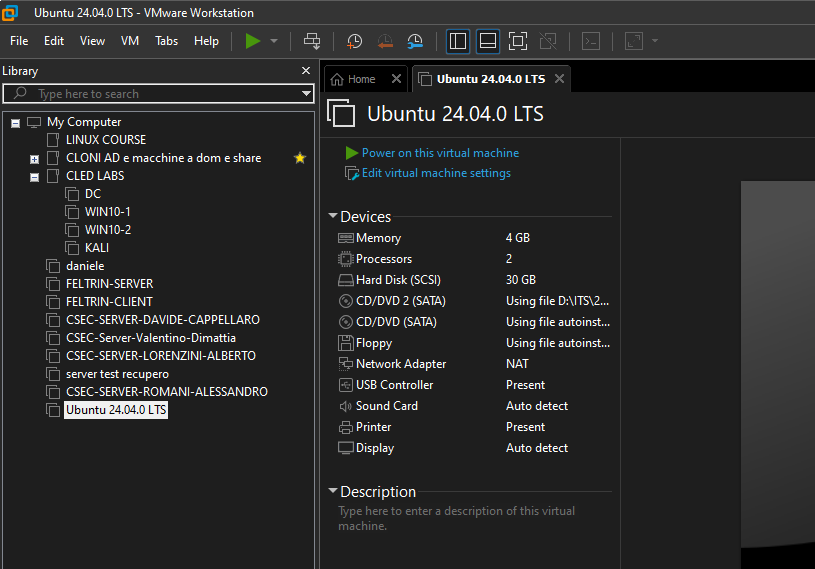 Ubuntu 24.04.0 LTS - VMware Workstation
File Edit View VM Tabs Help
Library
Type here to search
My Computer
LINUX COURSE
CLONI AD e macchine a dom e share
CLED LABS
DC
WIN10-1
WIN10-2
KALI
daniele
FELTRIN-SERVER
FELTRIN-CLIENT
CSEC-SERVER-DAVIDE-CAPPELLARO
CSEC-Server-Valentino-Dimattia
CSEC-SERVER-LORENZINI-ALBERTO
server test recupero
CSEC-SERVER-ROMANI-ALESSANDRO
Ubuntu 24.04.0 LTS
Home Ubuntu 24.04.0 LTS
Ubuntu 24.04.0 LTS
Power on this virtual machine
Edit virtual machine settings
Devices
Memory 4 GB
Processors 2
Hard Disk (SCSI) 30 GB
CD/DVD 2 (SATA) Using file D:\ITS\2...
CD/DVD (SATA) Using file autoinst...
Floppy Using file autoinst...
Network Adapter NAT
USB Controller Present
Sound Card Auto detect
Printer Present
Display Auto detect
Description
Type here to enter a description of this virtual
machine.